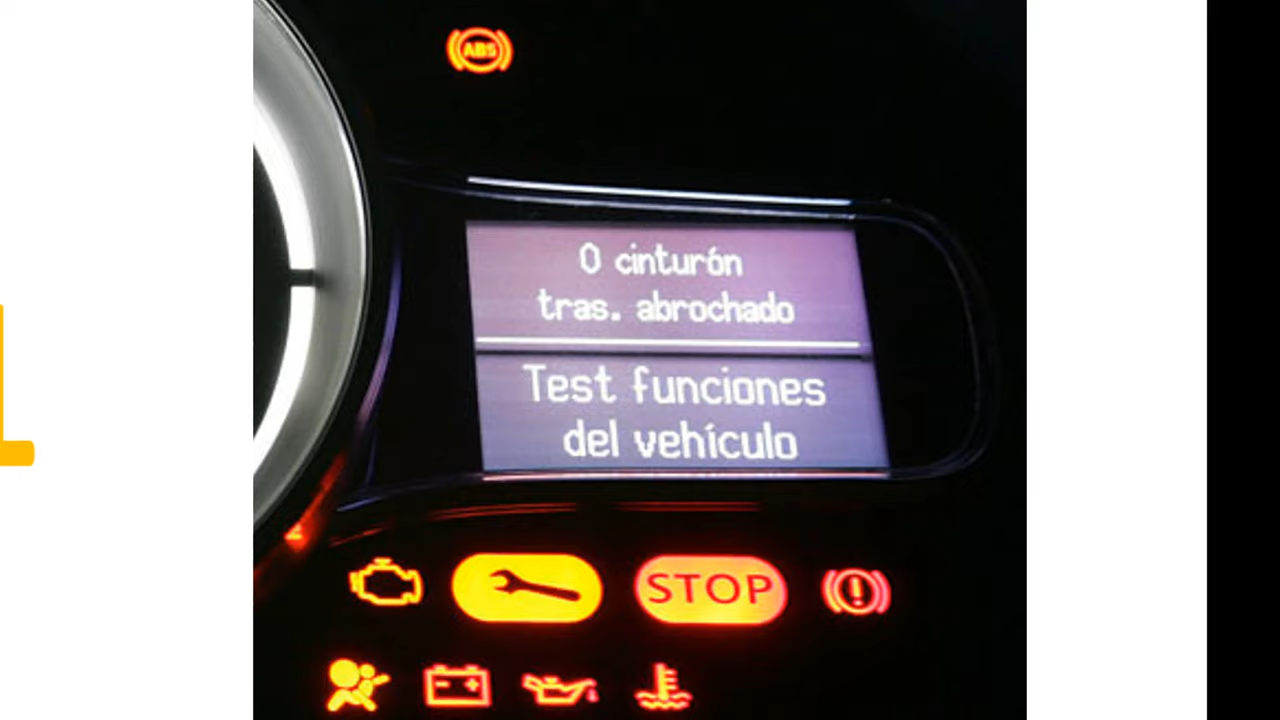 ABS
0 cinturón
tras. abrochado
Test funciones
del vehículo
STOP